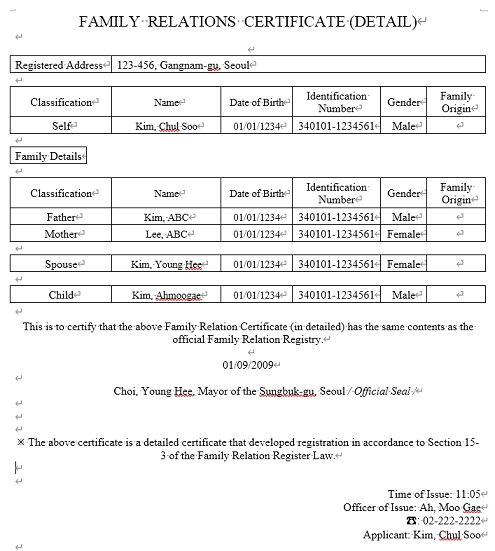 FAMILY RELATIONS CERTIFICATE (DETAIL)
Registered Address 123-456, Gangnam-gu, Seoul
Classification Name Date of Birth Identification Number Gender Family Origin
Self Kim, Chul Soo 01/01/1234 340101-1234561 Male
Family Details
Classification Name Date of Birth Identification Number Gender Family Origin
Father Kim, ABC 01/01/1234 340101-1234561 Male
Mother Lee, ABC 01/01/1234 340101-1234561 Female
Spouse Kim, Young Hee 01/01/1234 340101-1234561 Female
Child Kim, Ahmoogae 01/01/1234 340101-1234561 Male
This is to certify that the above Family Relation Certificate (in detailed) has the same contents as the
official Family Relation Registry.
01/09/2009
Choi, Young Hee, Mayor of the Sungbuk-gu, Seoul / Official Seal /
※ The above certificate is a detailed certificate that developed registration in accordance to Section 15-
3 of the Family Relation Register Law.
Time of Issue: 11:05
Officer of Issue: Ah, Moo Gae
☎: 02-222-2222
Applicant: Kim, Chul Soo